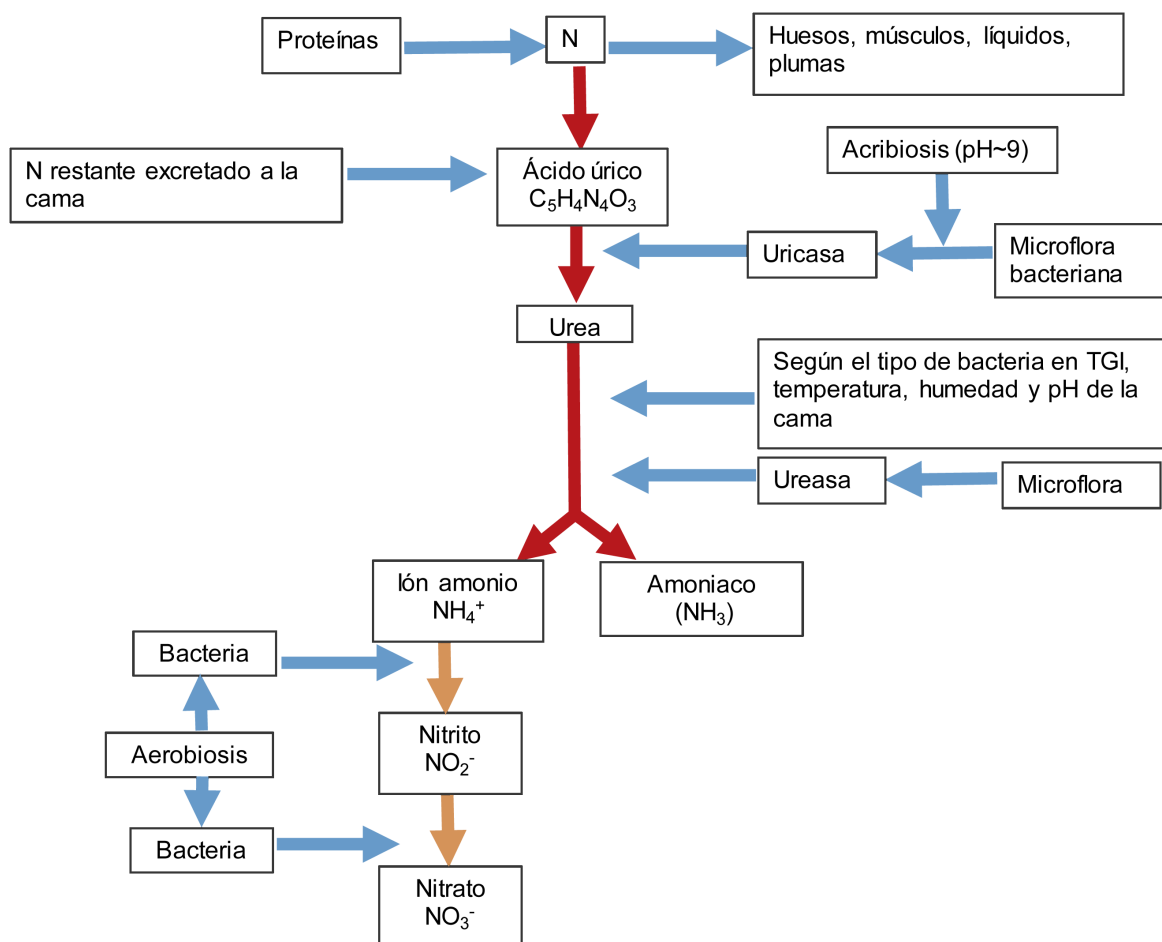 Proteínas
N
Huesos, músculos, líquidos,
plumas
N restante excretado a la
cama
Ácido úrico
C₅H₄N₄O₃
Acribiosis (pH~9)
Uricasa
Microflora
bacteriana
Urea
Según el tipo de bacteria en TGI,
temperatura, humedad y pH de la
cama
Ureasa
Microflora
Ión amonio
NH₄⁺
Amoniaco
(NH₃)
Bacteria
Aerobiosis
Nitrito
NO₂⁻
Bacteria
Nitrato
NO₃⁻